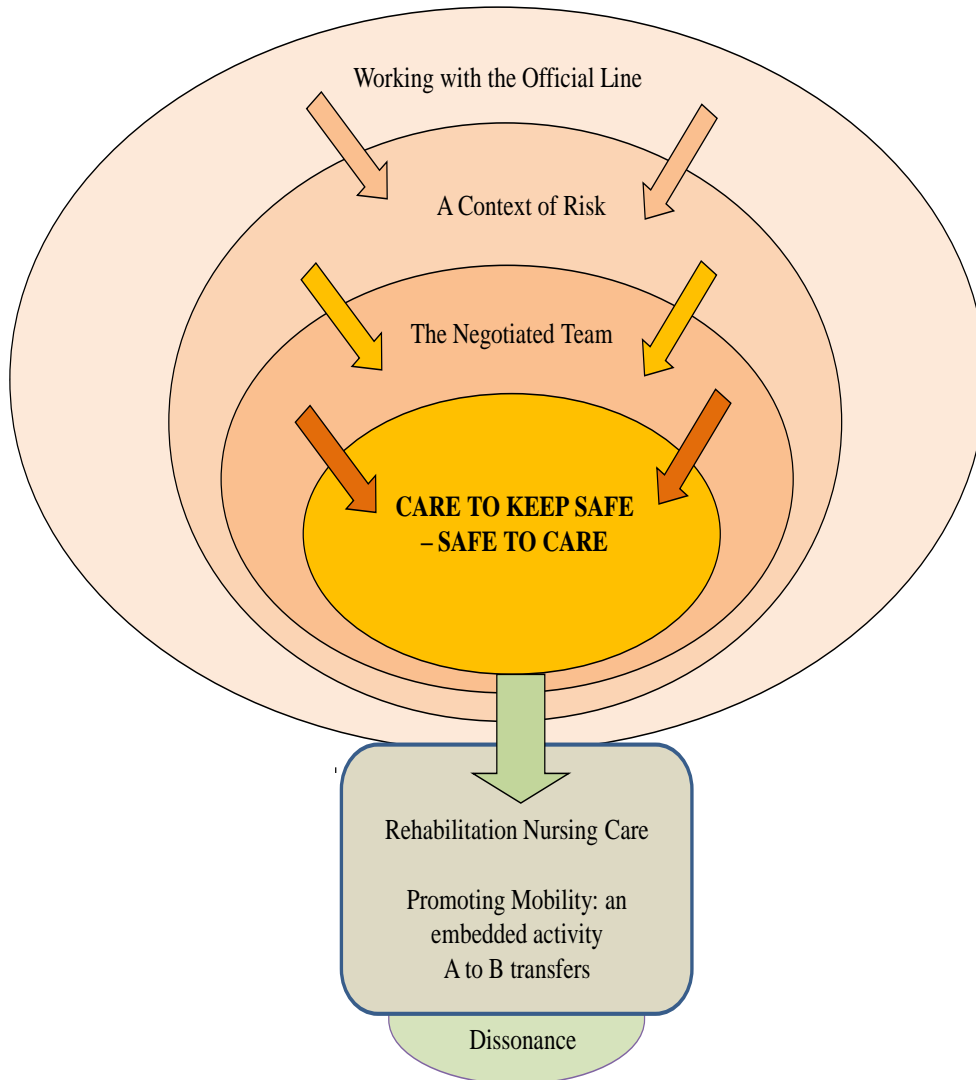 Working with the Official Line
A Context of Risk
The Negotiated Team
CARE TO KEEP SAFE
– SAFE TO CARE
Rehabilitation Nursing Care
Promoting Mobility: an
embedded activity
A to B transfers
Dissonance